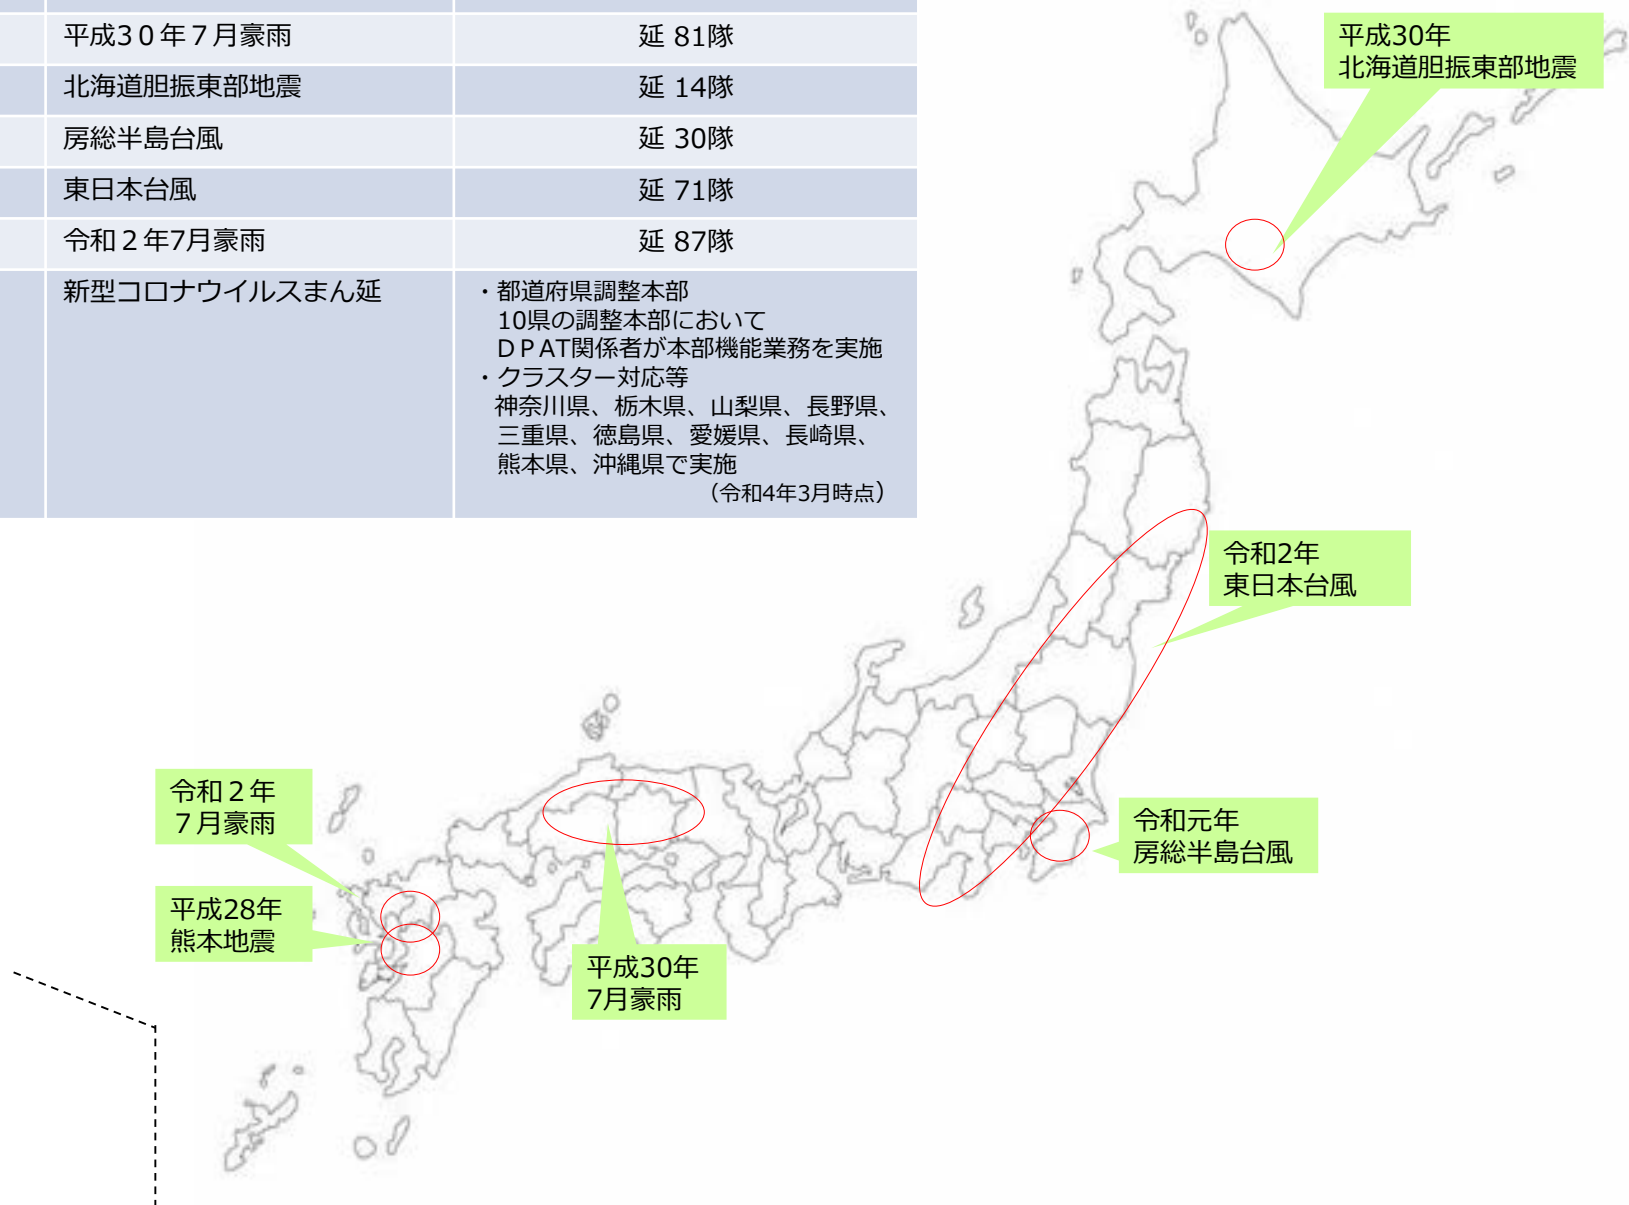 平成３０年７月豪雨
延 81隊
北海道胆振東部地震
延 14隊
房総半島台風
延 30隊
東日本台風
延 71隊
令和２年7月豪雨
延 87隊
新型コロナウイルスまん延
・都道府県調整本部
10県の調整本部において
ＤＰAT関係者が本部機能業務を実施
・クラスター対応等
神奈川県、栃木県、山梨県、長野県、
三重県、徳島県、愛媛県、長崎県、
熊本県、沖縄県で実施
（令和4年3月時点）
平成30年
北海道胆振東部地震
令和2年
東日本台風
令和元年
房総半島台風
令和２年
７月豪雨
平成28年
熊本地震
平成30年
7月豪雨